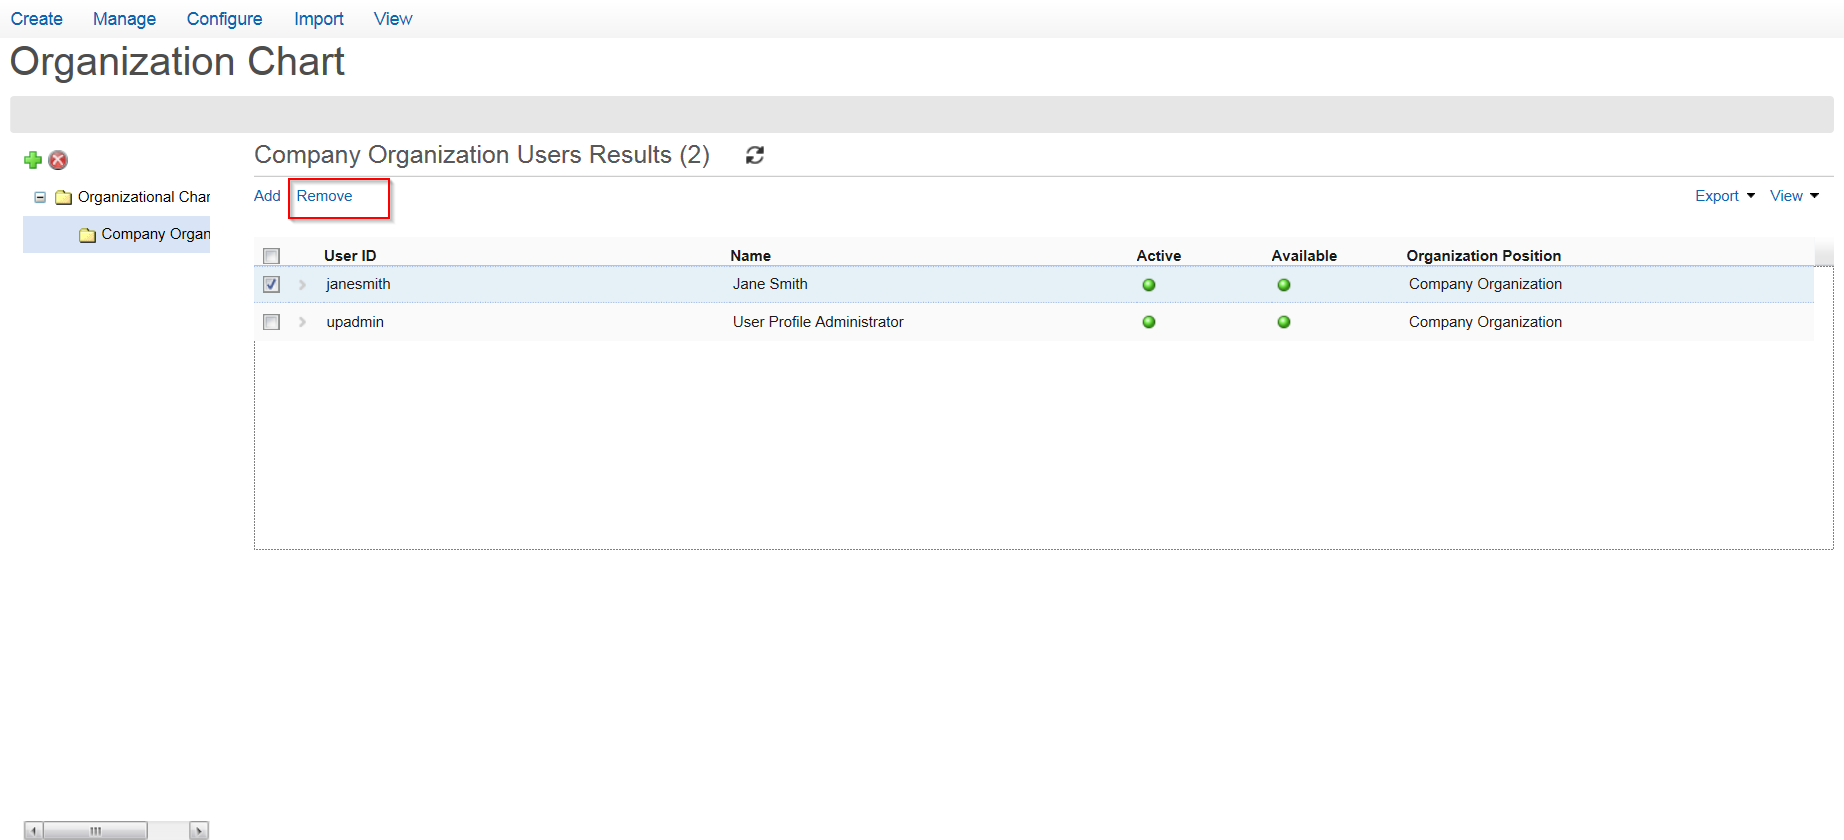 Create Manage Configure Import View
Organization Chart
Company Organization Users Results (2)
Organizational Char
Company Organ
Add Remove Export View
User ID Name Active Available Organization Position
janesmith Jane Smith Company Organization
upadmin User Profile Administrator Company Organization